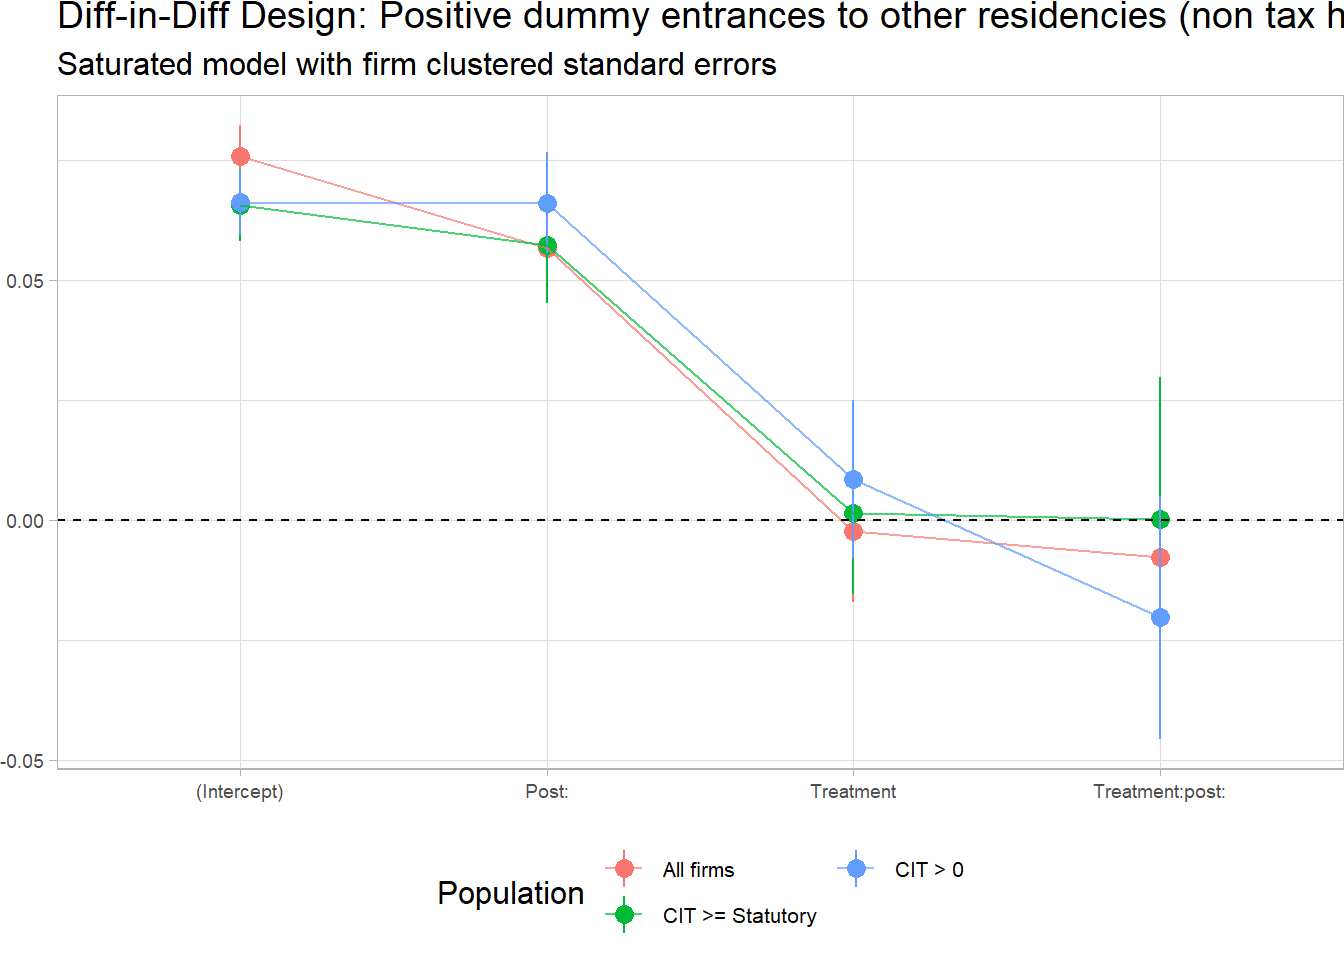 Diff-in-Diff Design: Positive dummy entrances to other residencies (non tax h
Saturated model with firm clustered standard errors
0.05
0.00
-0.05
(Intercept) Post: Treatment Treatment:post:
Population
All firms CIT > 0
CIT >= Statutory